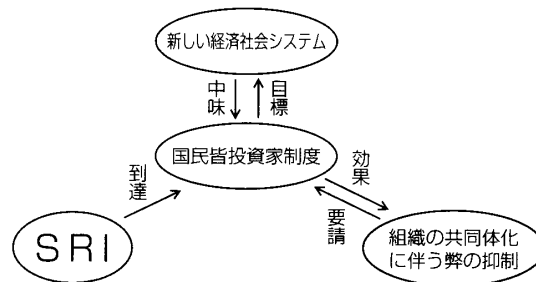 新しい経済社会システム
中味
目標
国民皆投資家制度
到達
効果
要請
SRI
組織の共同体化
に伴う弊の抑制